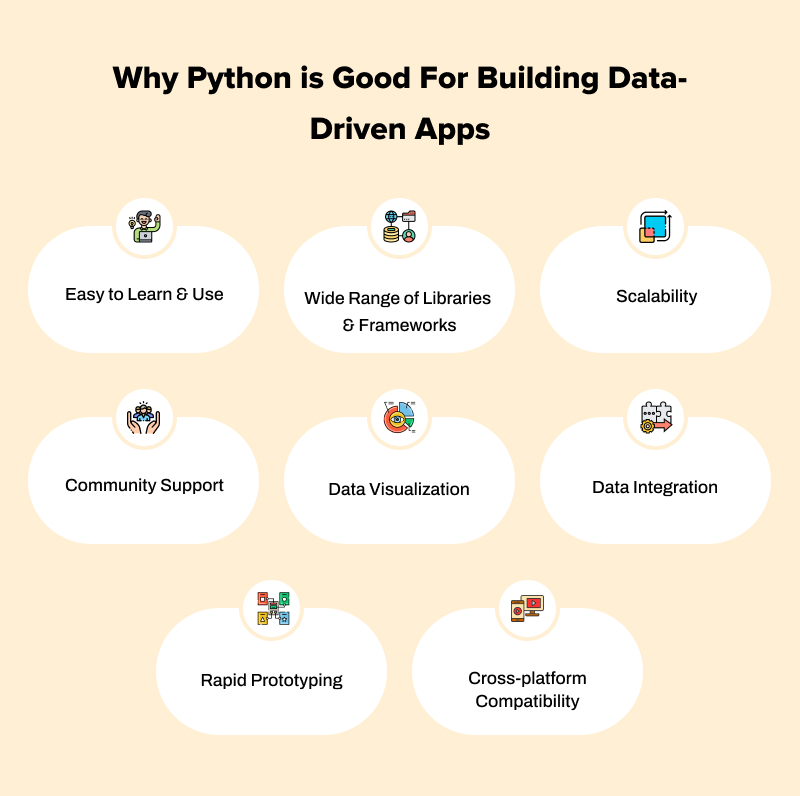 Why Python is Good For Building Data-
Driven Apps
Easy to Learn & Use
Wide Range of Libraries
& Frameworks
Scalability
Community Support
Data Visualization
Data Integration
Rapid Prototyping
Cross-platform
Compatibility